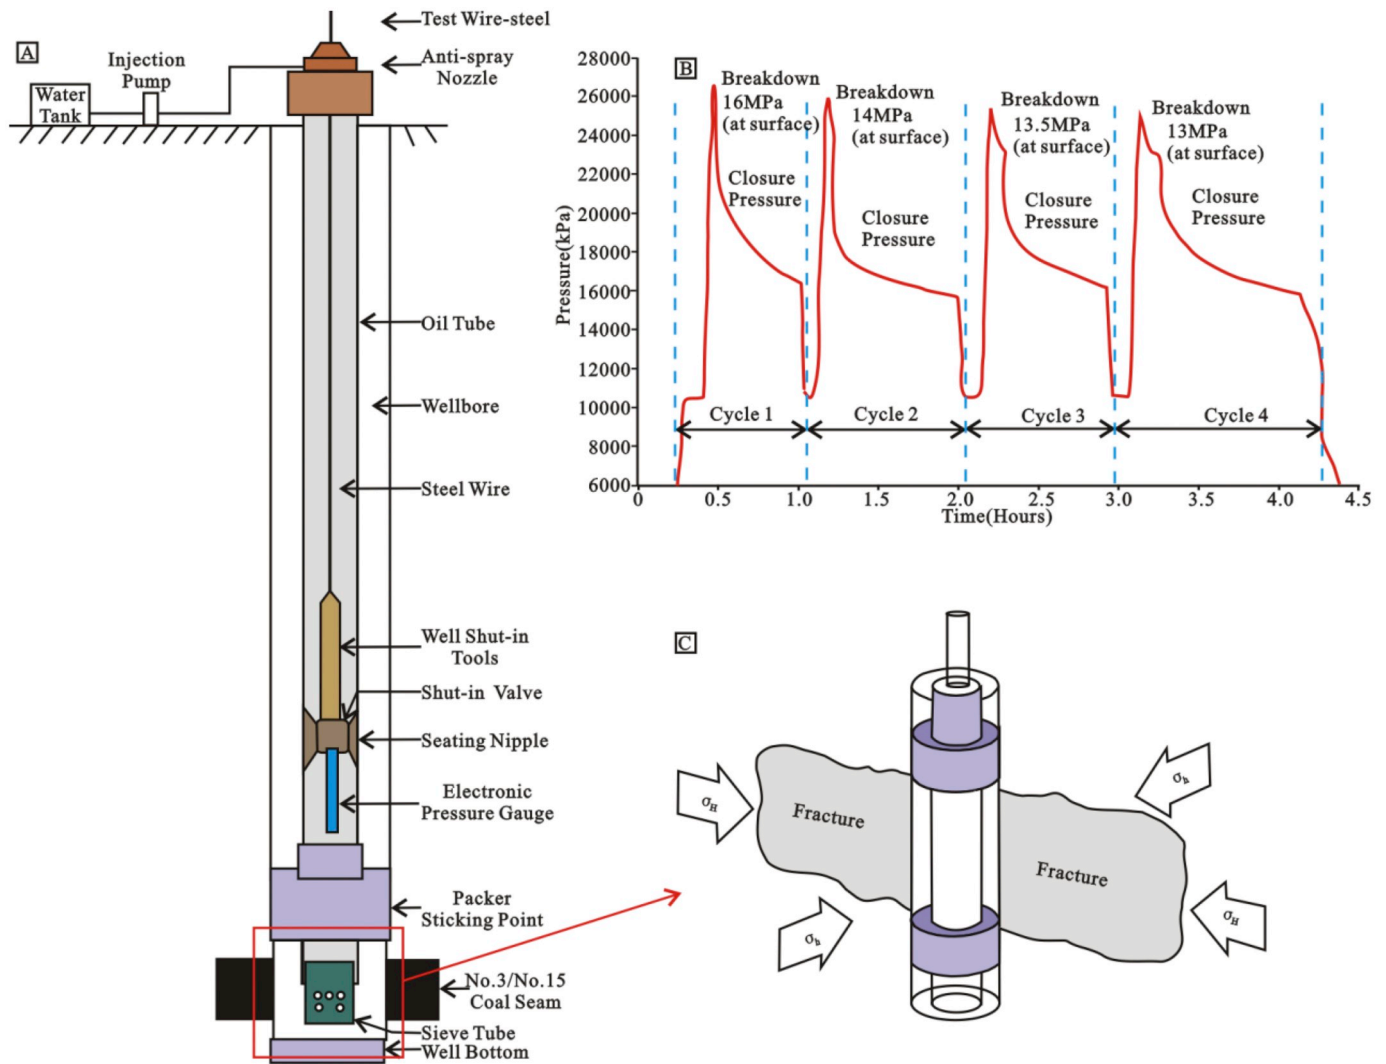 A
Test Wire-steel
Anti-spray
Nozzle
Injection
Pump
Water
Tank
Oil Tube
Wellbore
Steel Wire
Well Shut-in
Tools
Shut-in Valve
Seating Nipple
Electronic
Pressure Gauge
Packer
Sticking Point
No.3/No.15
Coal Seam
Sieve Tube
Well Bottom
B
Pressure(kPa)
28000
26000
24000
22000
20000
18000
16000
14000
12000
10000
8000
6000
Breakdown
16MPa
(at surface)
Closure
Pressure
Breakdown
14MPa
(at surface)
Closure
Pressure
Breakdown
13.5MPa
(at surface)
Closure
Pressure
Breakdown
13MPa
(at surface)
Closure
Pressure
Cycle 1
Cycle 2
Cycle 3
Cycle 4
0 0.5 1.0 1.5 2.0 2.5 3.0 3.5 4.0 4.5
Time(Hours)
C
σH
σh
Fracture
Fracture
σh
σH